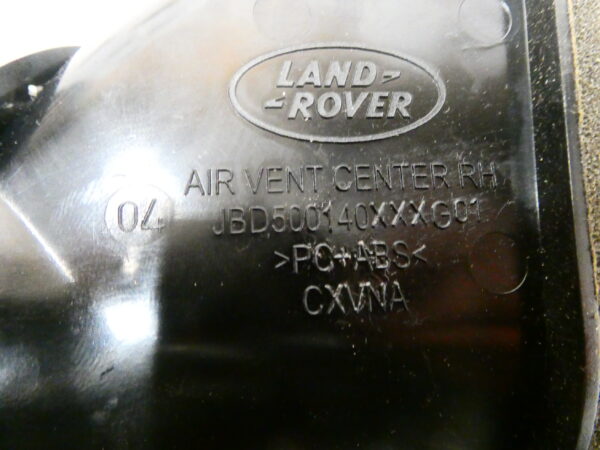 LAND-
-ROVER
AIR VENT CENTER RH
04
JBD500140XXXG01
>PC+ABS<
CXVNA